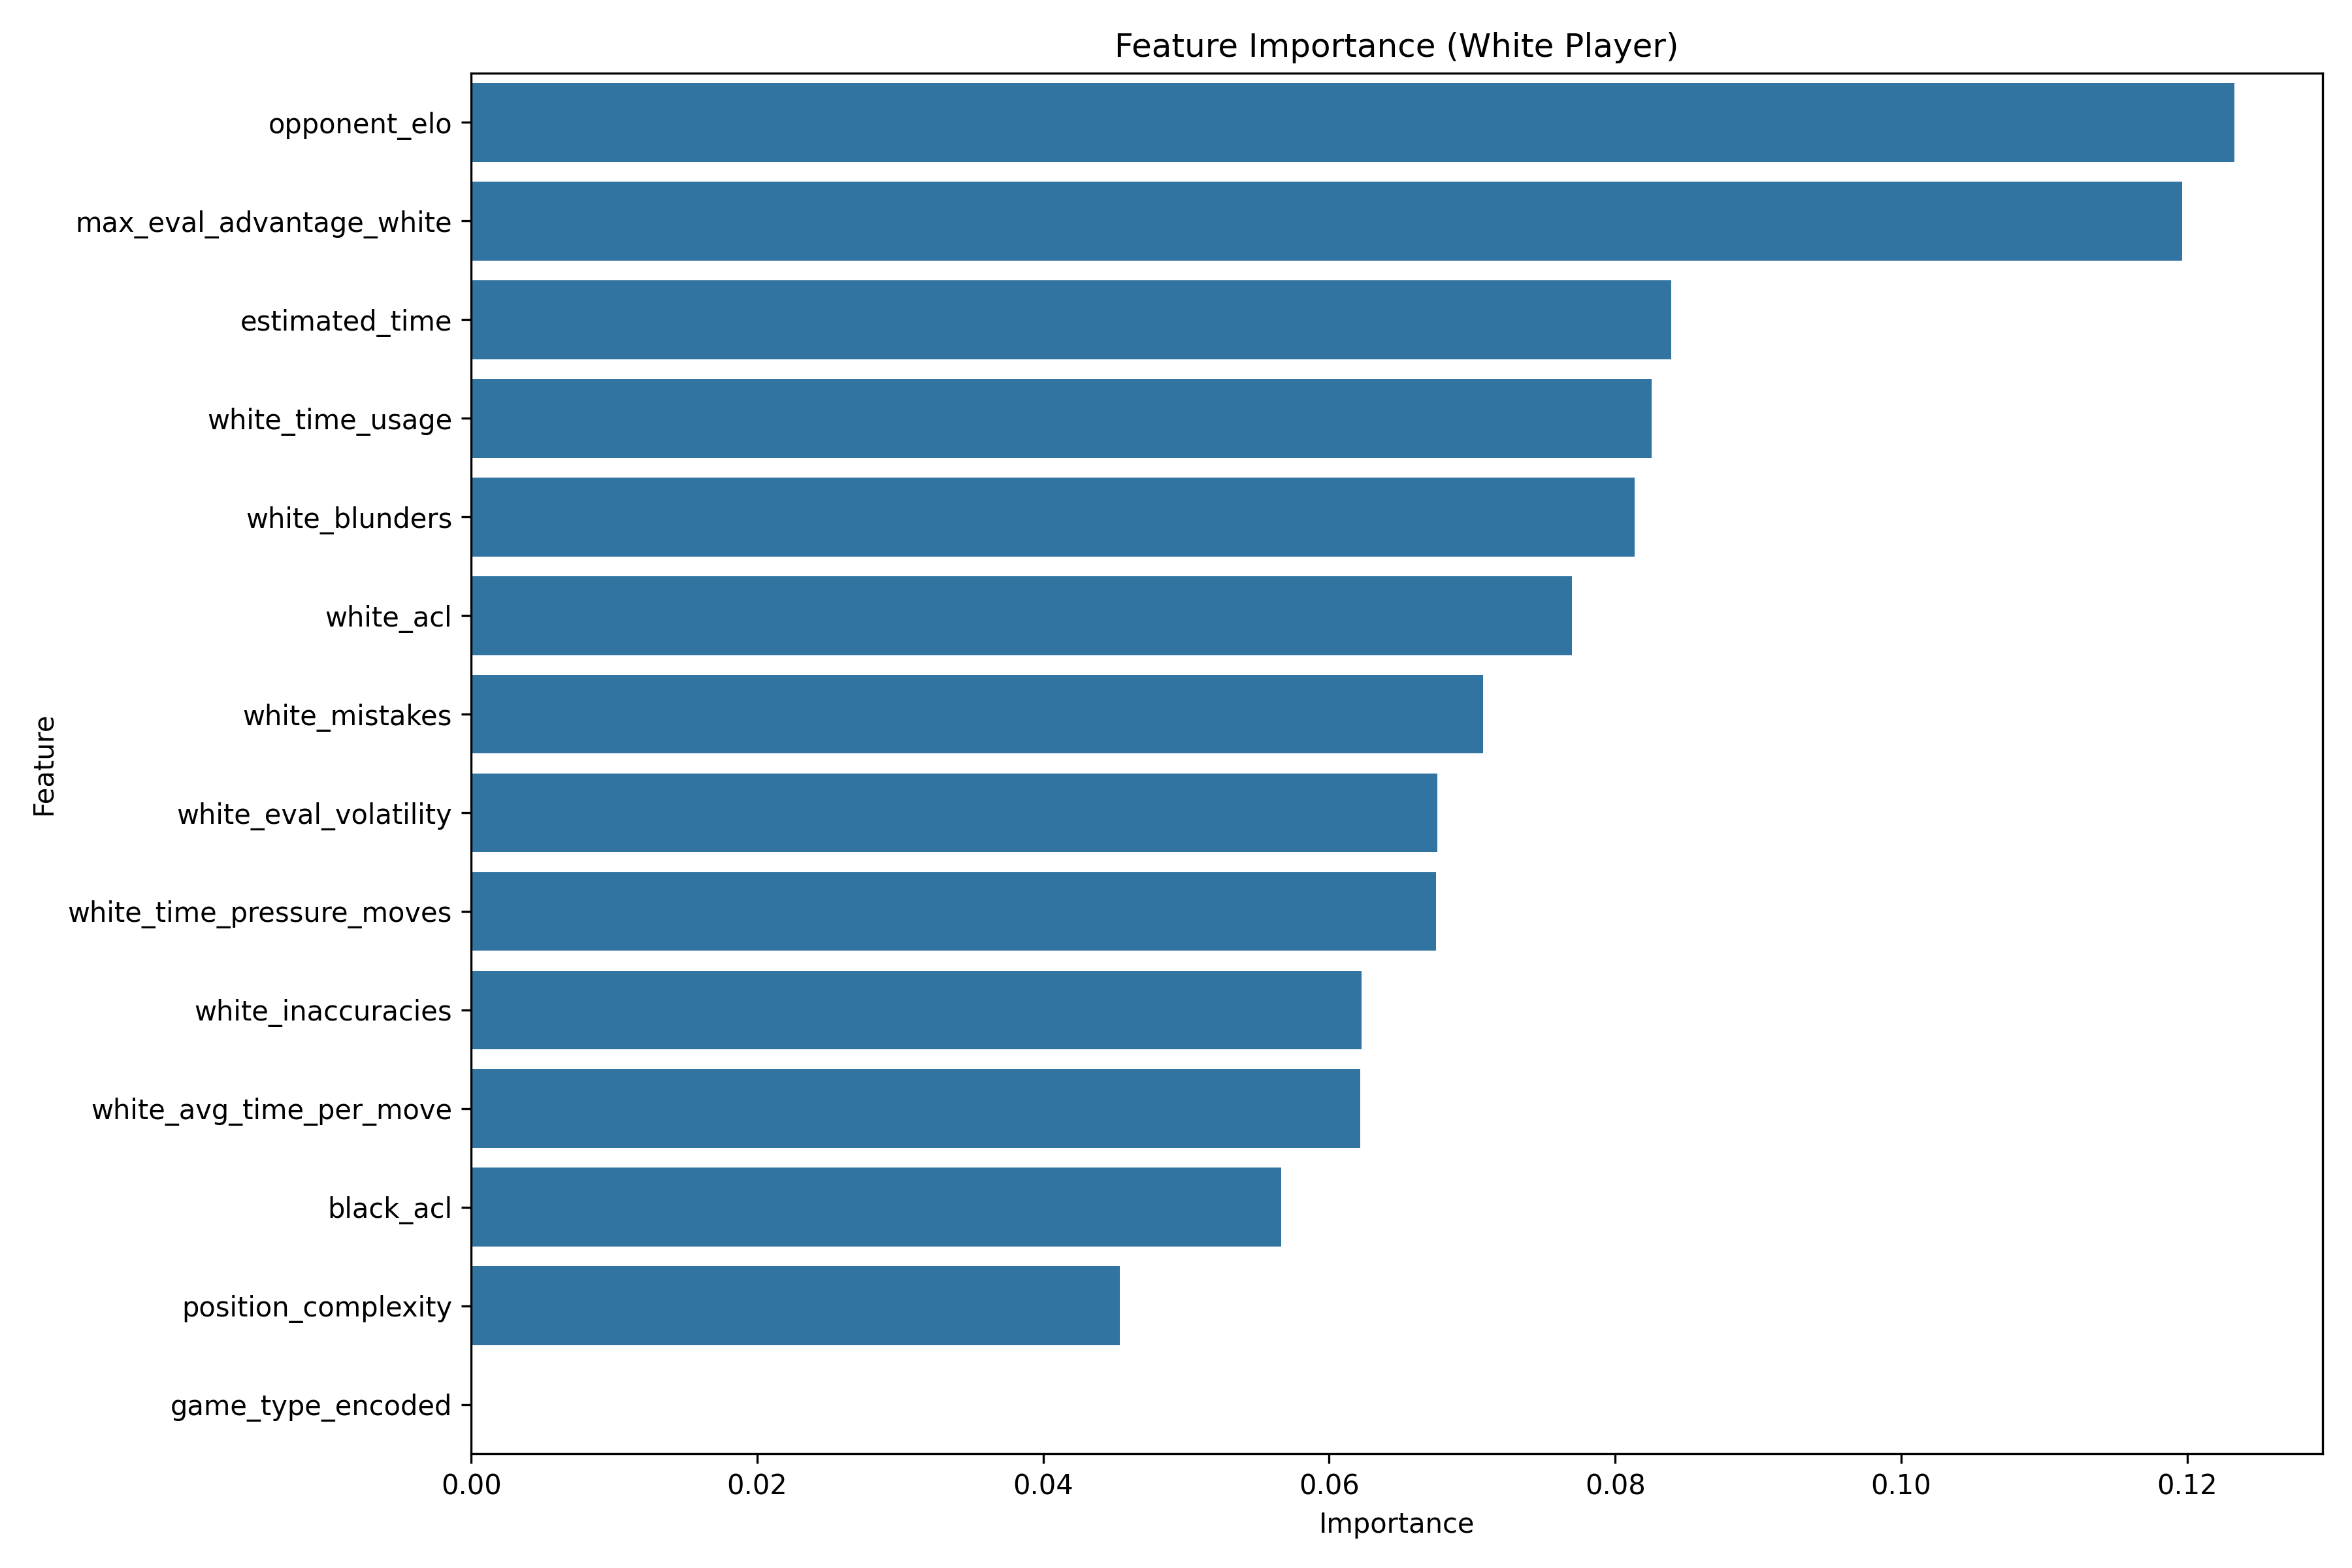 Feature Importance (White Player)
opponent_elo
max_eval_advantage_white
estimated_time
white_time_usage
white_blunders
white_acl
white_mistakes
white_eval_volatility
white_time_pressure_moves
white_inaccuracies
white_avg_time_per_move
black_acl
position_complexity
game_type_encoded
Feature
0.00 0.02 0.04 0.06 0.08 0.10 0.12
Importance